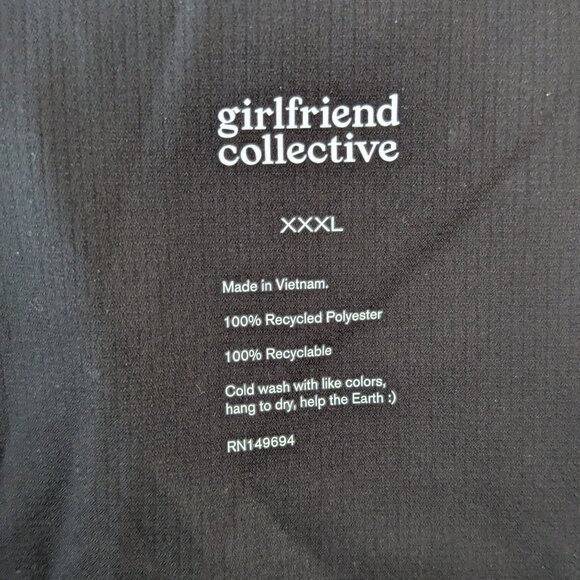 girlfriend
collective
XXXL
Made in Vietnam.
100% Recycled Polyester
100% Recyclable
Cold wash with like colors,
hang to dry, help the Earth :)
RN149694